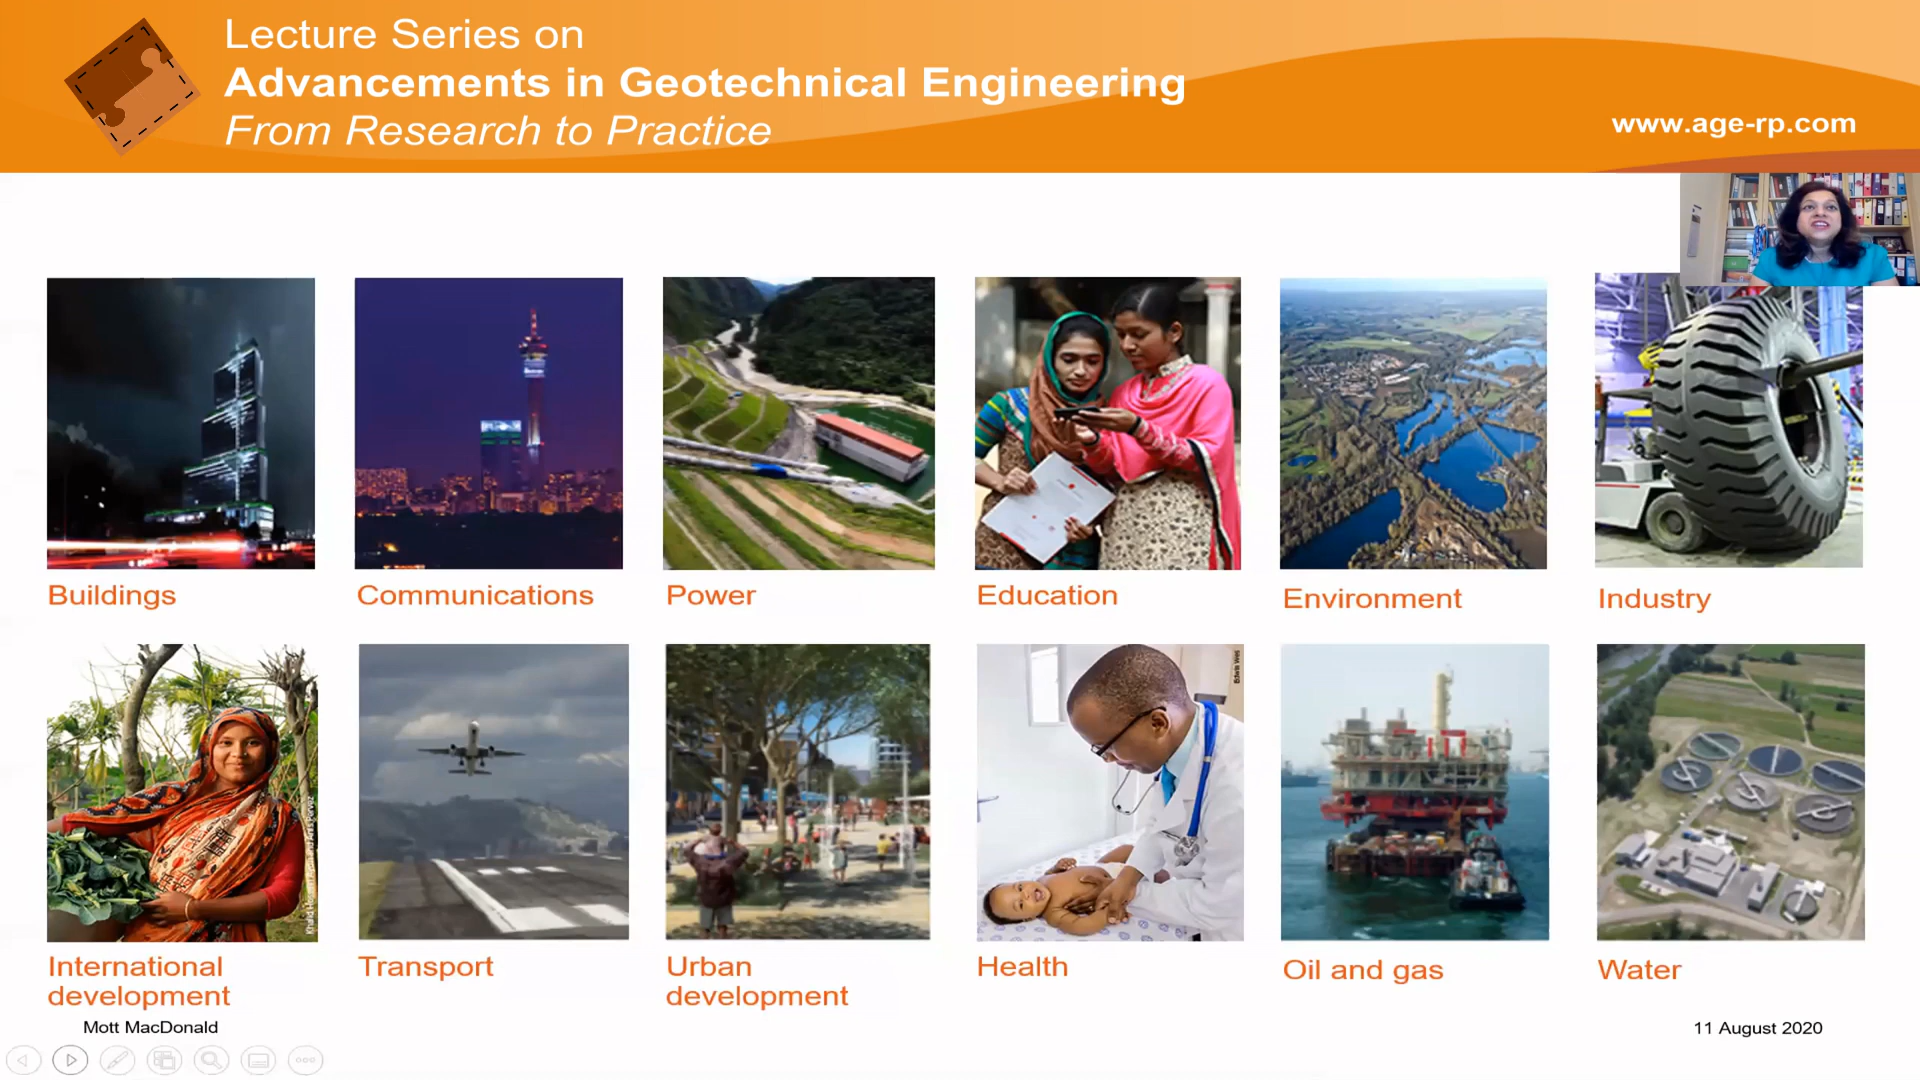 Lecture Series on
Advancements in Geotechnical Engineering
From Research to Practice
www.age-rp.com
Buildings
Communications
Power
Education
Environment
Industry
International
development
Transport
Urban
development
Health
Oil and gas
Water
Mott MacDonald
11 August 2020